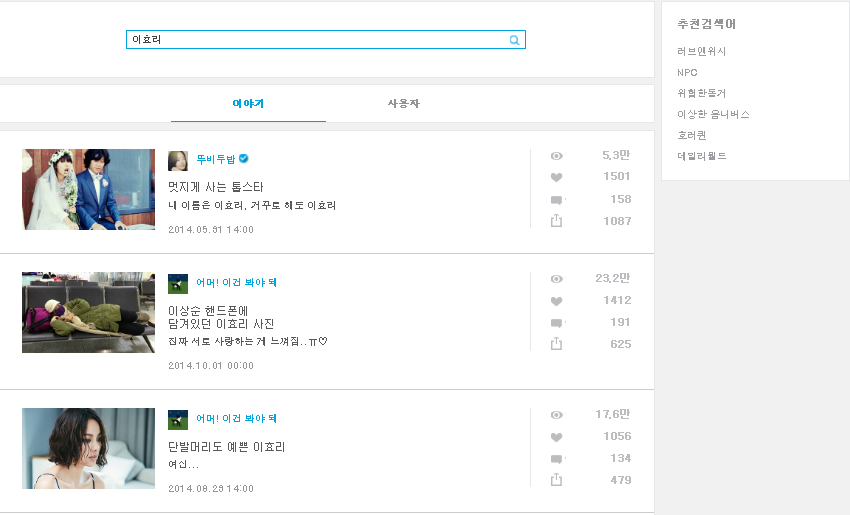 이효리
추천검색어
러브앤위시
NPC
위험한동거
이상한 옴니버스
호러퀸
데일리월드
이야기
사용자
뚜비두밥
멋지게 사는 톱스타
내 이름은 이효리, 거꾸로 해도 이효리
2014.05.31 14:00
5.3만
1501
158
1087
어머! 이건 봐야 돼
이상순 핸드폰에
담겨있던 이효리 사진
진짜 서로 사랑하는 게 느껴짐..ㅠ♡
2014.10.01 00:00
23.2만
1412
191
625
어머! 이건 봐야 돼
단발머리도 예쁜 이효리
여신...
2014.08.28 14:00
17.6만
1056
134
479